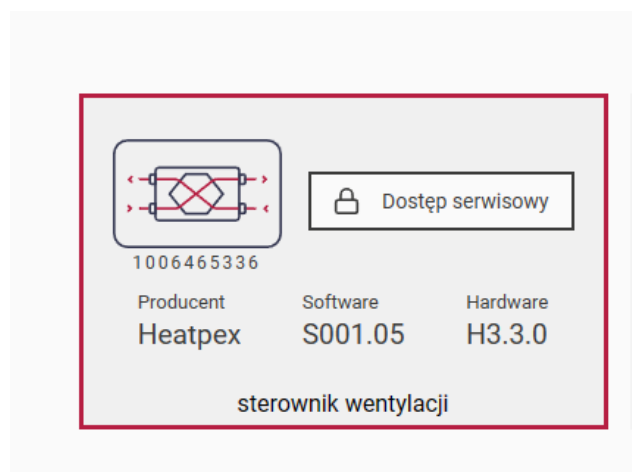 Dostęp serwisowy
1006465336
Producent Software Hardware
Heatpex S001.05 H3.3.0
sterownik wentylacji